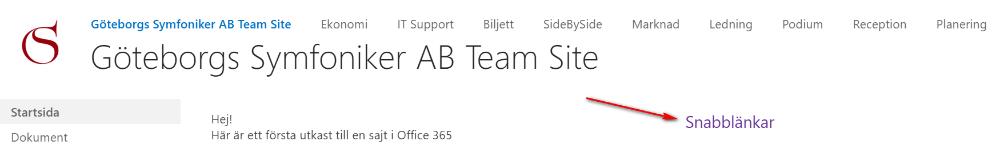 Göteborgs Symfoniker AB Team Site Ekonomi IT Support Biljett SideBySide Marknad Ledning Podium Reception Planering
Göteborgs Symfoniker AB Team Site
Startsida
Dokument
Hej!
Här är ett första utkast till en sajt i Office 365
Snabblänkar